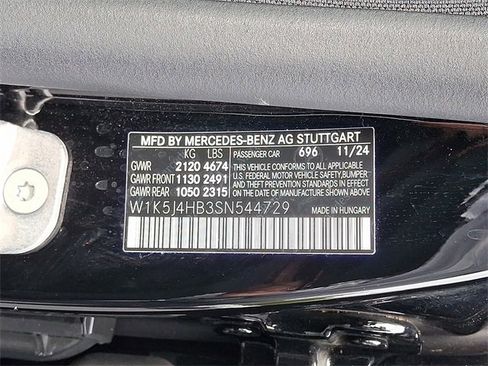 MFD BY MERCEDES-BENZ AG STUTTGART
KG LBS PASSENGER CAR 696 11/24
GVWR 2120 4674 THIS VEHICLE CONFORMS TO ALL APPLICABLE
GAWR FRONT 1130 2491 U.S. FEDERAL MOTOR VEHICLE SAFETY,BUMPER
GAWR REAR 1050 2315 AND THEFT PREVENTION STANDARDS IN EFFECT
ON THE DATE OF MANUFACTURE SHOWN ABOVE.
W1K5J4HB3SN544729 MADE IN HUNGARY